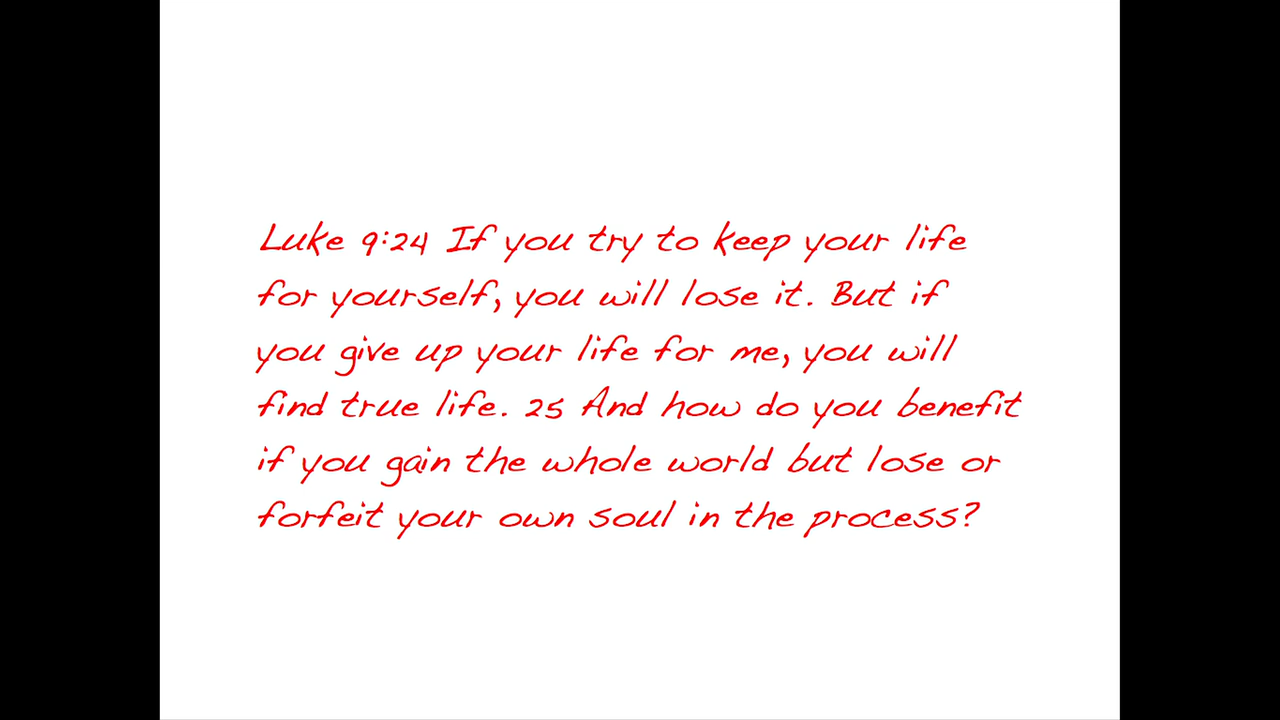 Luke 9:24 If you try to keep your life
for yourself, you will lose it. But if
you give up your life for me, you will
find true life. 25 And how do you benefit
if you gain the whole world but lose or
forfeit your own soul in the process?